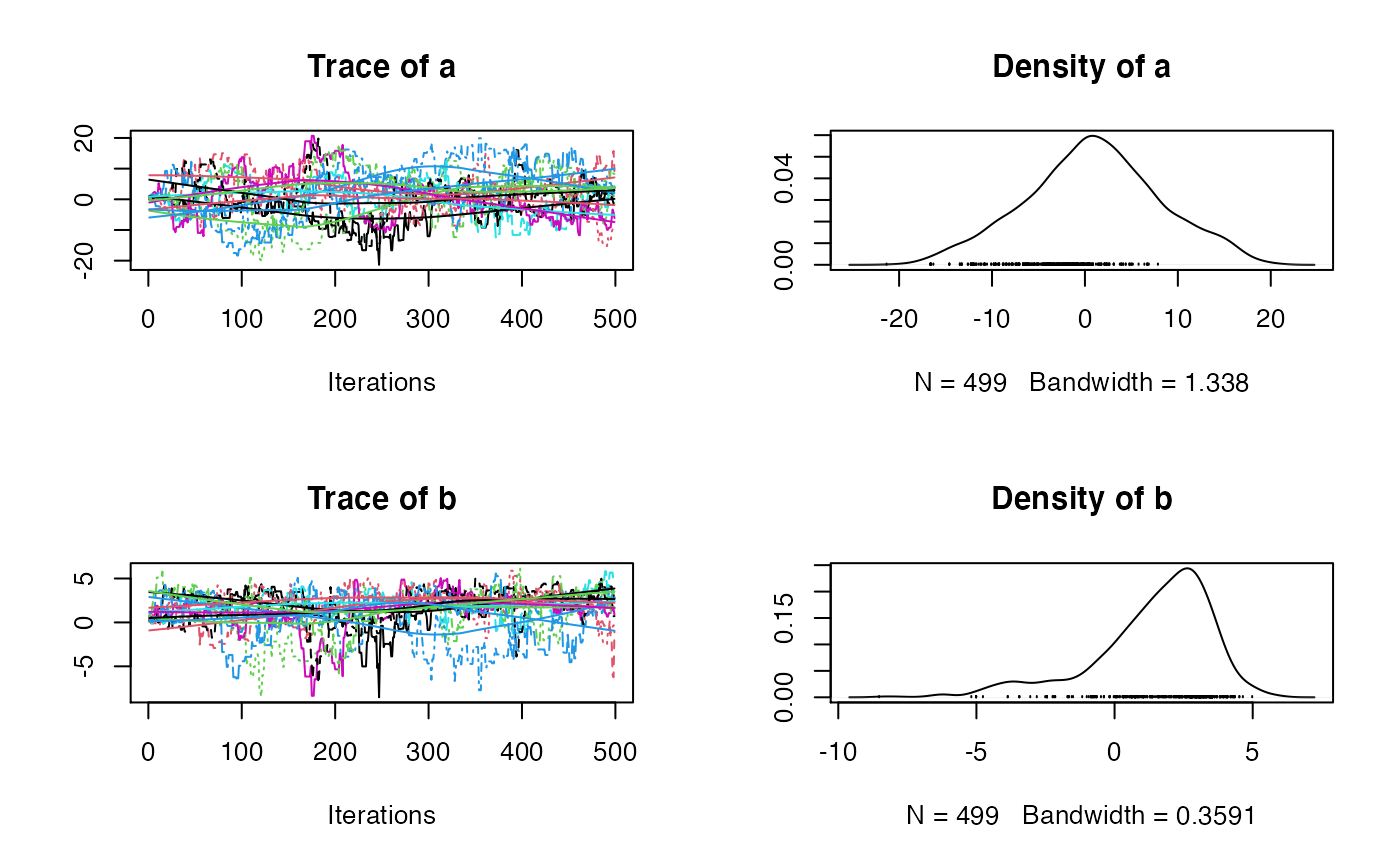 Trace of a
20
0
-20
0 100 200 300 400 500
Iterations
Density of a
0.04
0.00
-20 -10 0 10 20
N = 499 Bandwidth = 1.338
Trace of b
5
0
-5
0 100 200 300 400 500
Iterations
Density of b
0.15
0.00
-10 -5 0 5
N = 499 Bandwidth = 0.3591